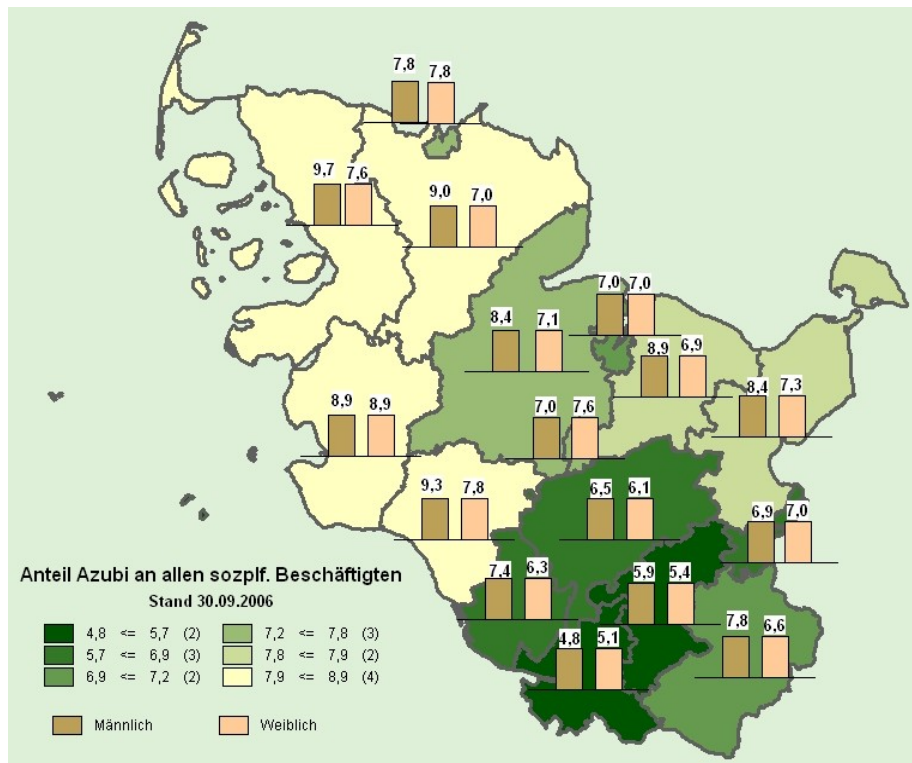 7,8 7,8
9,7 7,6
9,0 7,0
7,0 7,0
8,4 7,1
8,9 6,9
8,4 7,3
8,9 8,9
7,0 7,6
9,3 7,8
6,5 6,1
6,9 7,0
7,4 6,3
5,9 5,4
7,8 6,6
4,8 5,1
Anteil Azubi an allen sozplf. Beschäftigten
Stand 30.09.2006
4,8 <= 5,7 (2) 7,2 <= 7,8 (3)
5,7 <= 6,9 (3) 7,8 <= 7,9 (2)
6,9 <= 7,2 (2) 7,9 <= 8,9 (4)
Männlich Weiblich